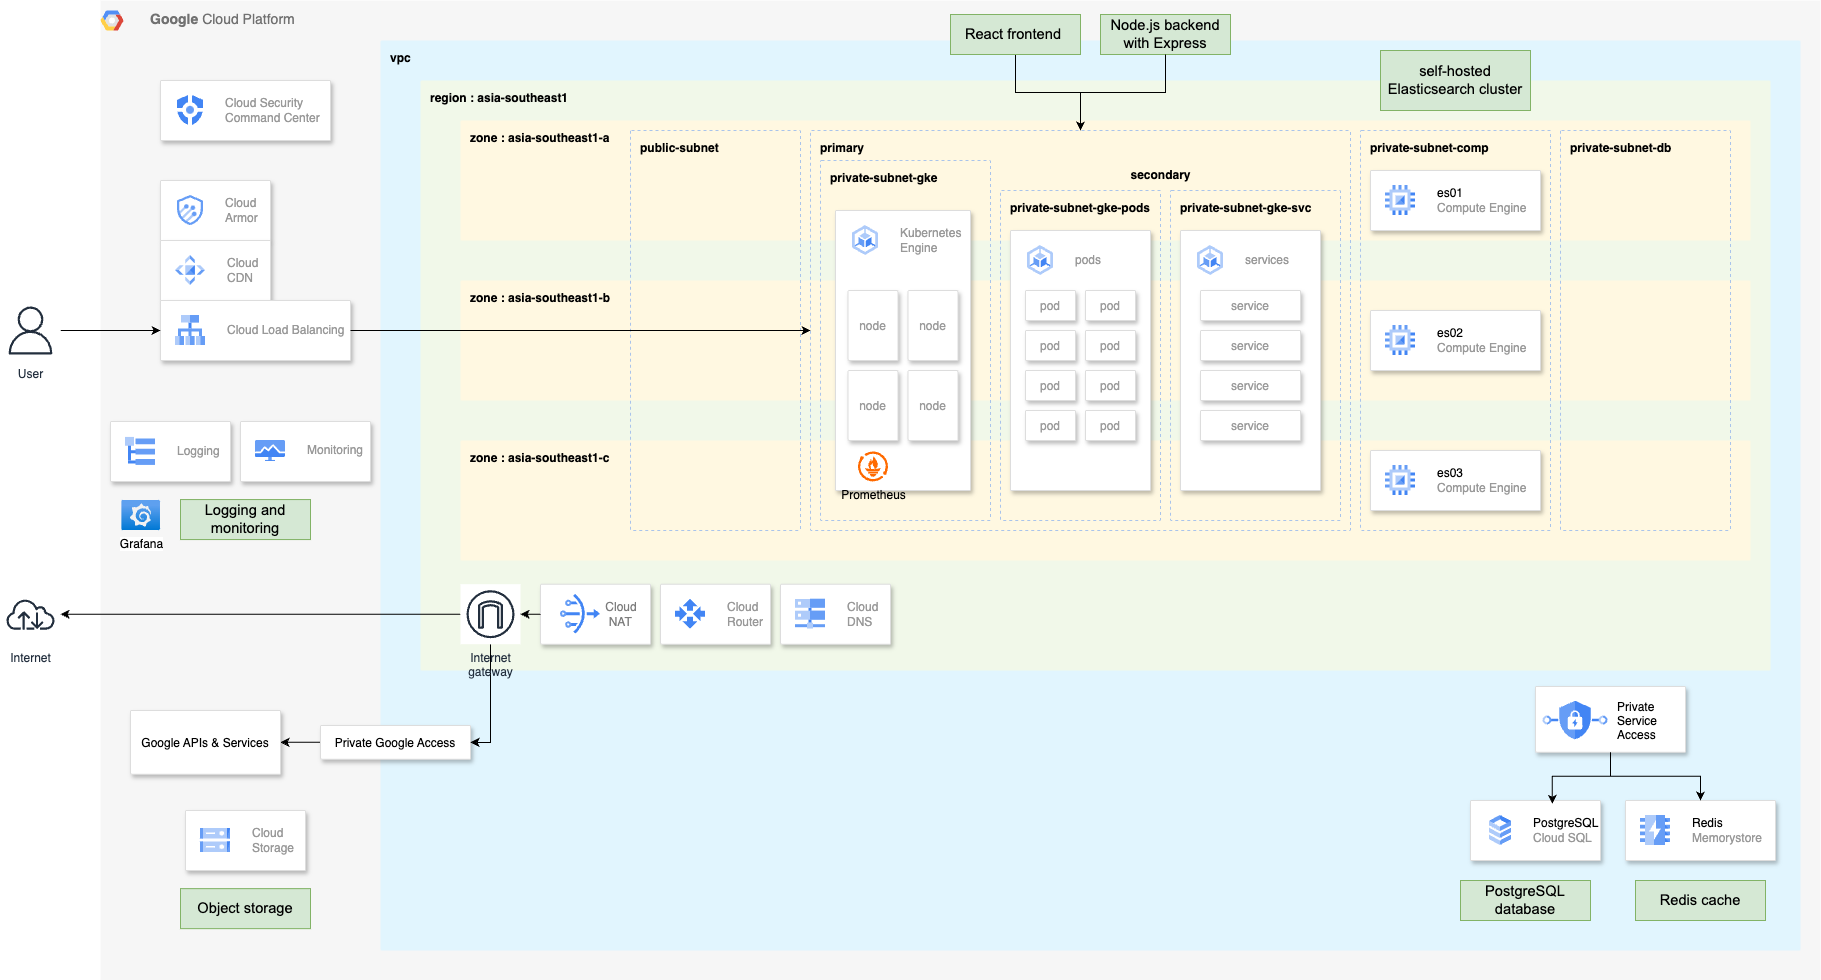 Google Cloud Platform
React frontend
Node.js backend
with Express
self-hosted
Elasticsearch cluster
vpc
region : asia-southeast1
Cloud Security
Command Center
zone : asia-southeast1-a
public-subnet
primary
private-subnet-gke
secondary
private-subnet-gke-pods
private-subnet-gke-svc
private-subnet-comp
private-subnet-db
es01
Compute Engine
Cloud
Armor
Cloud
CDN
Cloud Load Balancing
User
Kubernetes
Engine
pods
services
zone : asia-southeast1-b
node
node
node
node
pod
pod
pod
pod
pod
pod
pod
pod
service
service
service
service
es02
Compute Engine
Logging
Monitoring
Grafana
Logging and
monitoring
zone : asia-southeast1-c
Prometheus
es03
Compute Engine
Internet
Internet
gateway
Cloud
NAT
Cloud
Router
Cloud
DNS
Google APIs & Services
Private Google Access
Private
Service
Access
Cloud
Storage
Object storage
PostgreSQL
Cloud SQL
Redis
Memorystore
PostgreSQL
database
Redis cache